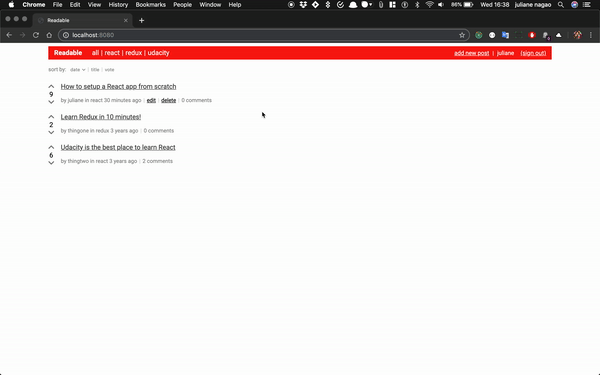 Chrome File Edit View History Bookmarks People Window Help 86% Wed 16:38 juliane nagao
Readable
localhost:8080
Readable all | react | redux | udacity add new post | juliane (sign out)
sort by: date | title | vote
How to setup a React app from scratch
9
by juliane in react 30 minutes ago | edit | delete | 0 comments
Learn Redux in 10 minutes!
2
by thingone in redux 3 years ago | 0 comments
Udacity is the best place to learn React
6
by thingtwo in react 3 years ago | 2 comments